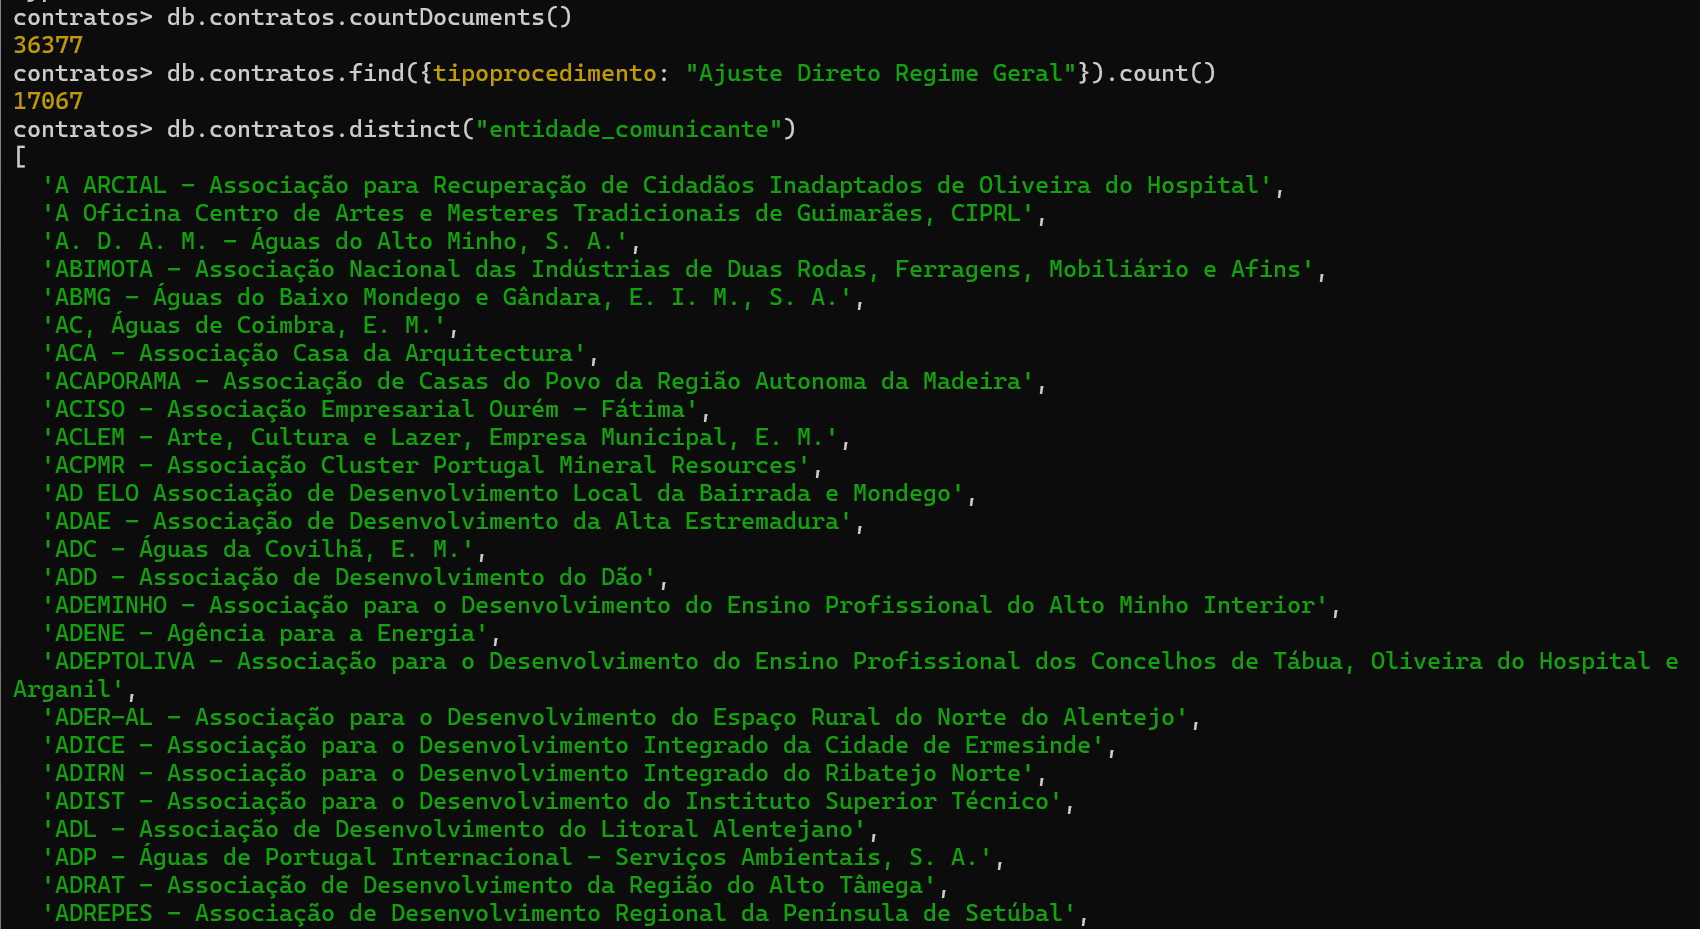 contratos> db.contratos.countDocuments()
36377
contratos> db.contratos.find({tipoprocedimento: "Ajuste Direto Regime Geral"}).count()
17067
contratos> db.contratos.distinct("entidade_comunicante")
[
  'A ARCIAL - Associação para Recuperação de Cidadãos Inadaptados de Oliveira do Hospital',
  'A Oficina Centro de Artes e Mesteres Tradicionais de Guimarães, CIPRL',
  'A. D. A. M. - Águas do Alto Minho, S. A.',
  'ABIMOTA - Associação Nacional das Indústrias de Duas Rodas, Ferragens, Mobiliário e Afins',
  'ABMG - Águas do Baixo Mondego e Gândara, E. I. M., S. A.',
  'AC, Águas de Coimbra, E. M.',
  'ACA - Associação Casa da Arquitectura',
  'ACAPORAMA - Associação de Casas do Povo da Região Autonoma da Madeira',
  'ACISO - Associação Empresarial Ourém - Fátima',
  'ACLEM - Arte, Cultura e Lazer, Empresa Municipal, E. M.',
  'ACPMR - Associação Cluster Portugal Mineral Resources',
  'AD ELO Associação de Desenvolvimento Local da Bairrada e Mondego',
  'ADAE - Associação de Desenvolvimento da Alta Estremadura',
  'ADC - Águas da Covilhã, E. M.',
  'ADD - Associação de Desenvolvimento do Dão',
  'ADEMINHO - Associação para o Desenvolvimento do Ensino Profissional do Alto Minho Interior',
  'ADENE - Agência para a Energia',
  'ADEPTOLIVA - Associação para o Desenvolvimento do Ensino Profissional dos Concelhos de Tábua, Oliveira do Hospital e
Arganil',
  'ADER-AL - Associação para o Desenvolvimento do Espaço Rural do Norte do Alentejo',
  'ADICE - Associação para o Desenvolvimento Integrado da Cidade de Ermesinde',
  'ADIRN - Associação para o Desenvolvimento Integrado do Ribatejo Norte',
  'ADIST - Associação para o Desenvolvimento do Instituto Superior Técnico',
  'ADL - Associação de Desenvolvimento do Litoral Alentejano',
  'ADP - Águas de Portugal Internacional - Serviços Ambientais, S. A.',
  'ADRAT - Associação de Desenvolvimento da Região do Alto Tâmega',
  'ADREPES - Associação de Desenvolvimento Regional da Península de Setúbal',